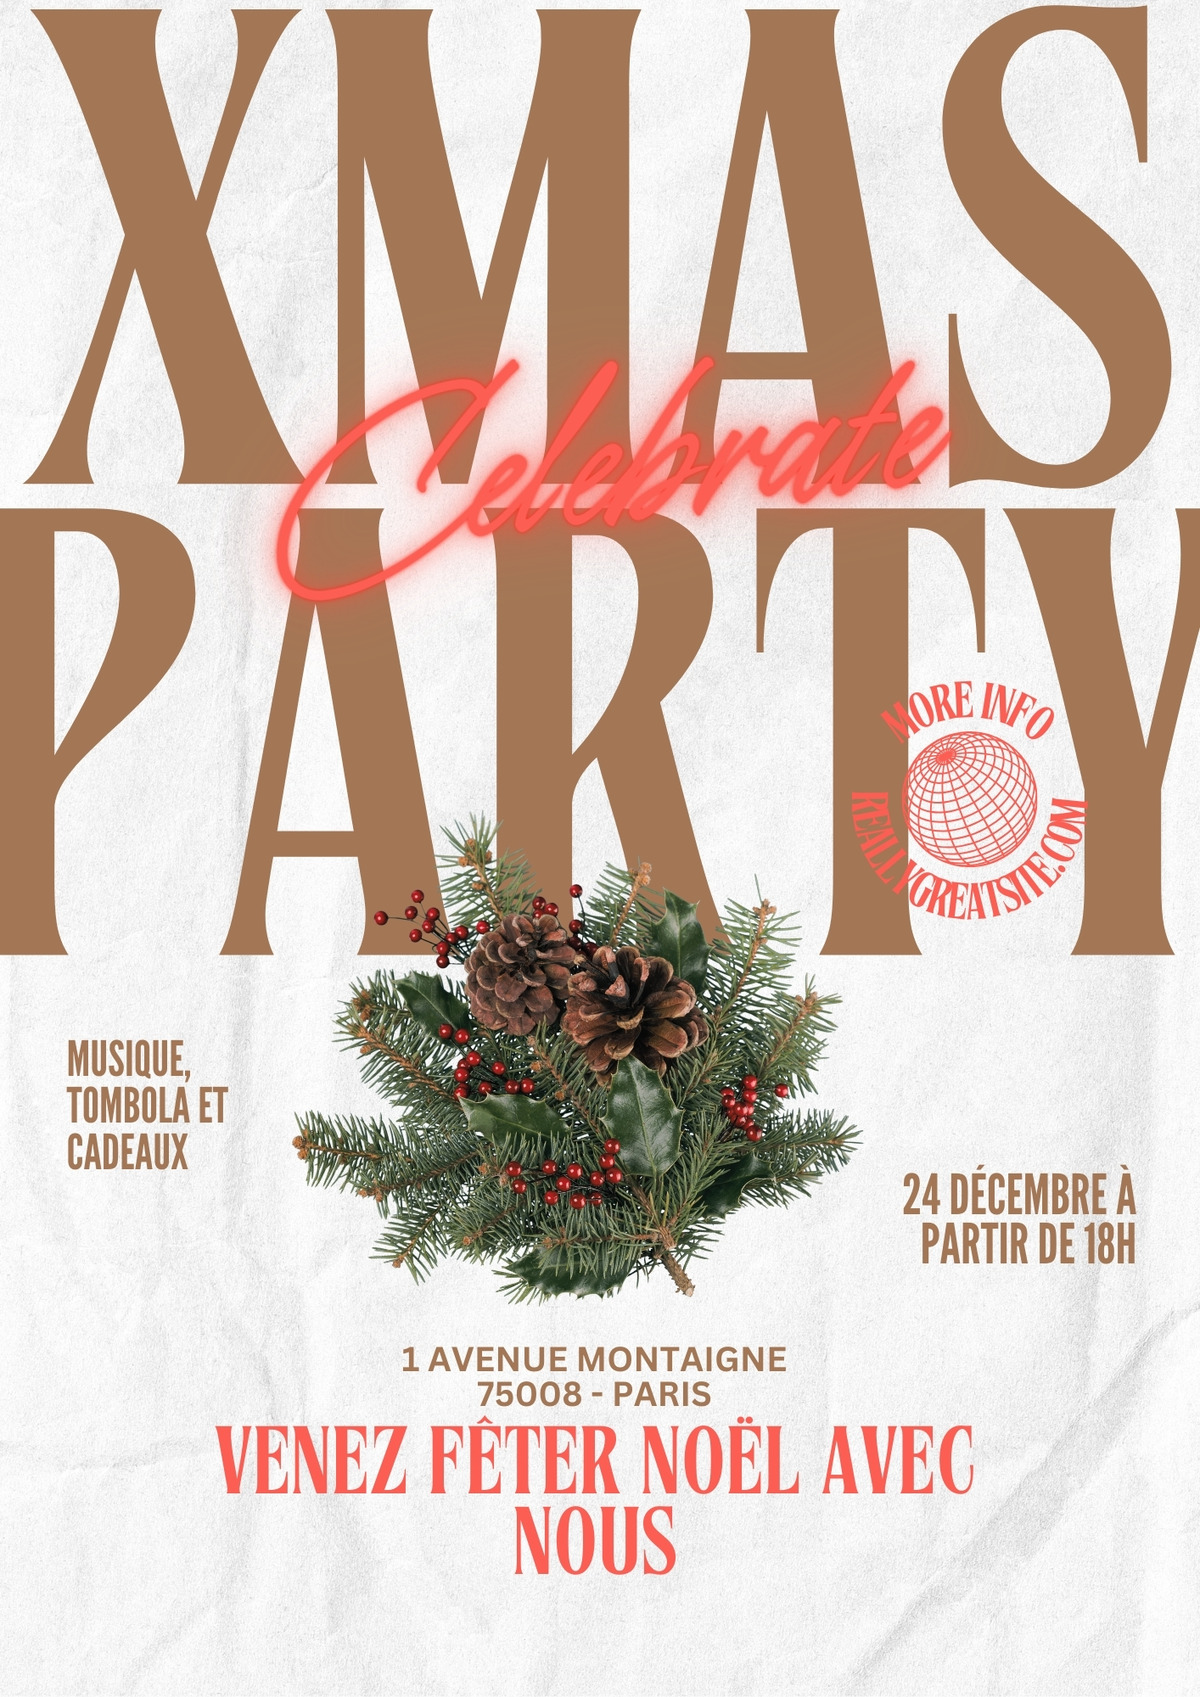 XMAS
Celebrate
PARTY
MORE INFO
REALLYGREATSITE.COM
MUSIQUE,
TOMBOLA ET
CADEAUX
24 DÉCEMBRE À
PARTIR DE 18H
1 AVENUE MONTAIGNE
75008 - PARIS
VENEZ FÊTER NOËL AVEC
NOUS